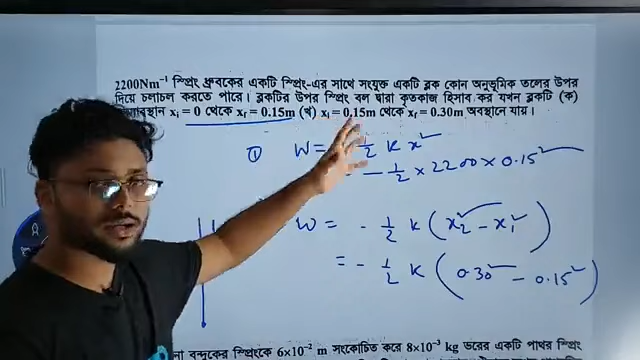 2200Nm⁻¹ স্প্রিং ধ্রুবকের একটি স্প্রিং-এর সাথে সংযুক্ত একটি ব্লক কোন অনুভূমিক তলের উপর
দিয়ে চলাচল করতে পারে। ব্লকটির উপর স্প্রিং বল দ্বারা কৃতকাজ হিসাব কর যখন ব্লকটি (ক)
xᵢ = 0 থেকে x_f = 0.15m (খ) xᵢ = 0.15m থেকে x_f = 0.30m অবস্থানে যায়।
① W = ½ K x²
- ½ × 2200 × 0.15²
W = - ½ K (x₂² - x₁²)
= - ½ K (0.30² - 0.15²)
বন্দুকের স্প্রিংকে 6×10⁻² m সংকোচিত করে 8×10⁻³ kg ভরের একটি পাথর স্প্রিং